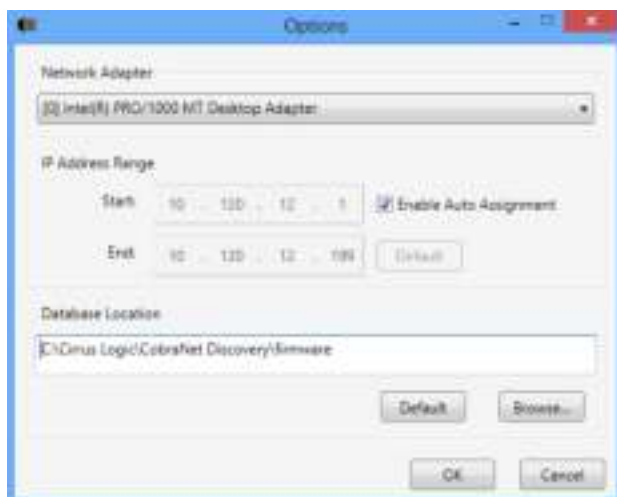 Options
Network Adapter
[0] Intel(R) PRO/1000 MT Desktop Adapter
IP Address Range
Start: 10 . 120 . 12 . 1 Enable Auto Assignment
End: 10 . 120 . 12 . 199 Default
Database Location
C:\Cirrus Logic\CobraNet Discovery\firmware
Default Browse...
OK Cancel